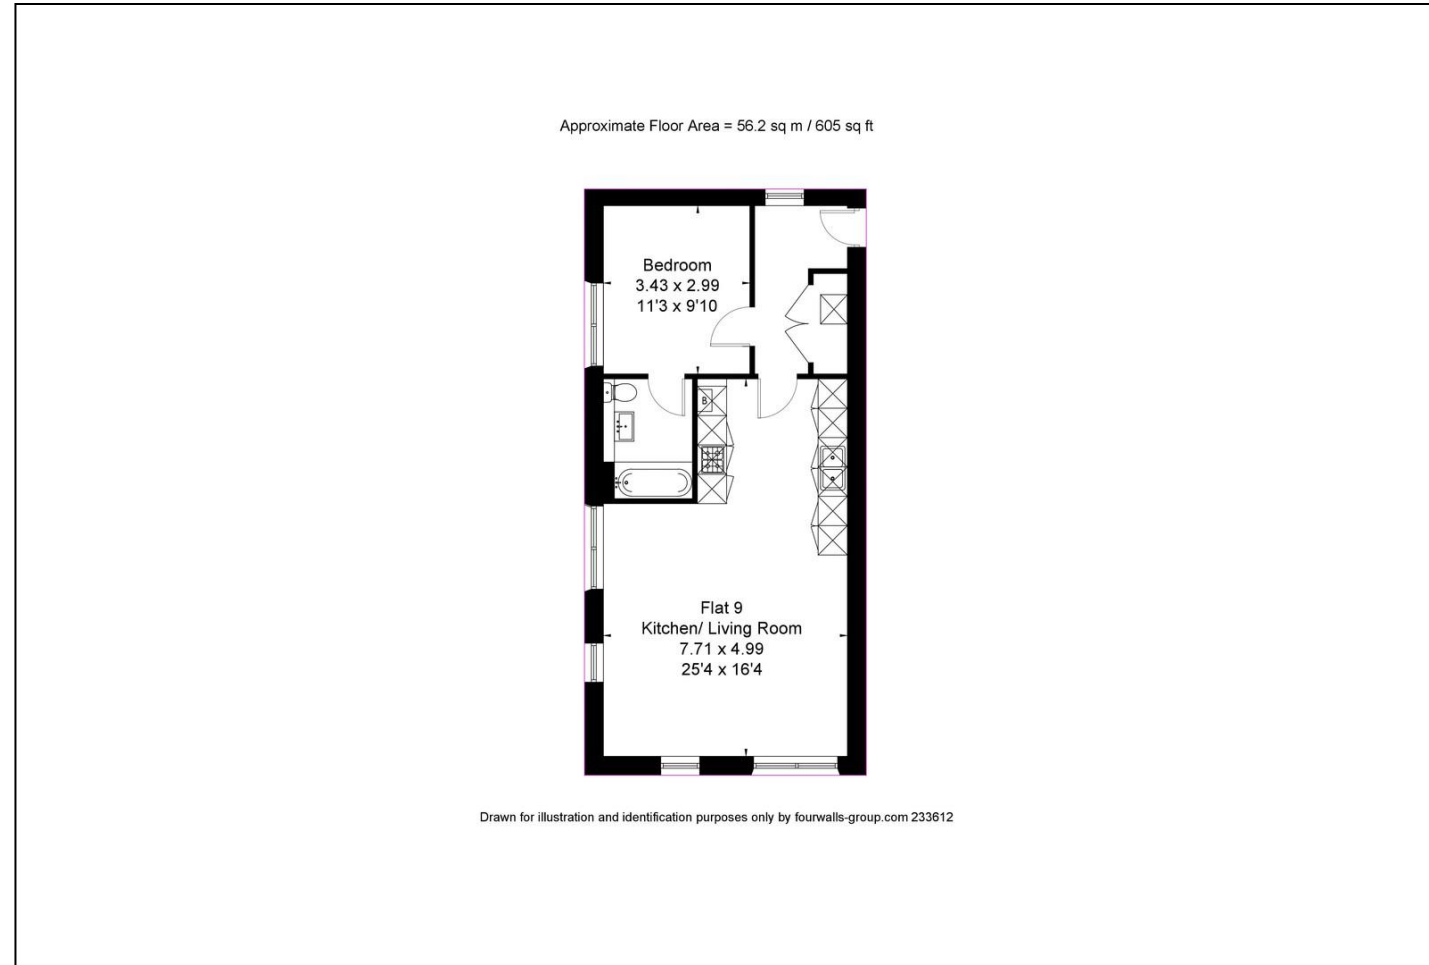 Approximate Floor Area = 56.2 sq m / 605 sq ft
Bedroom
3.43 x 2.99
11'3 x 9'10
B
Flat 9
Kitchen/ Living Room
7.71 x 4.99
25'4 x 16'4
Drawn for illustration and identification purposes only by fourwalls-group.com 233612